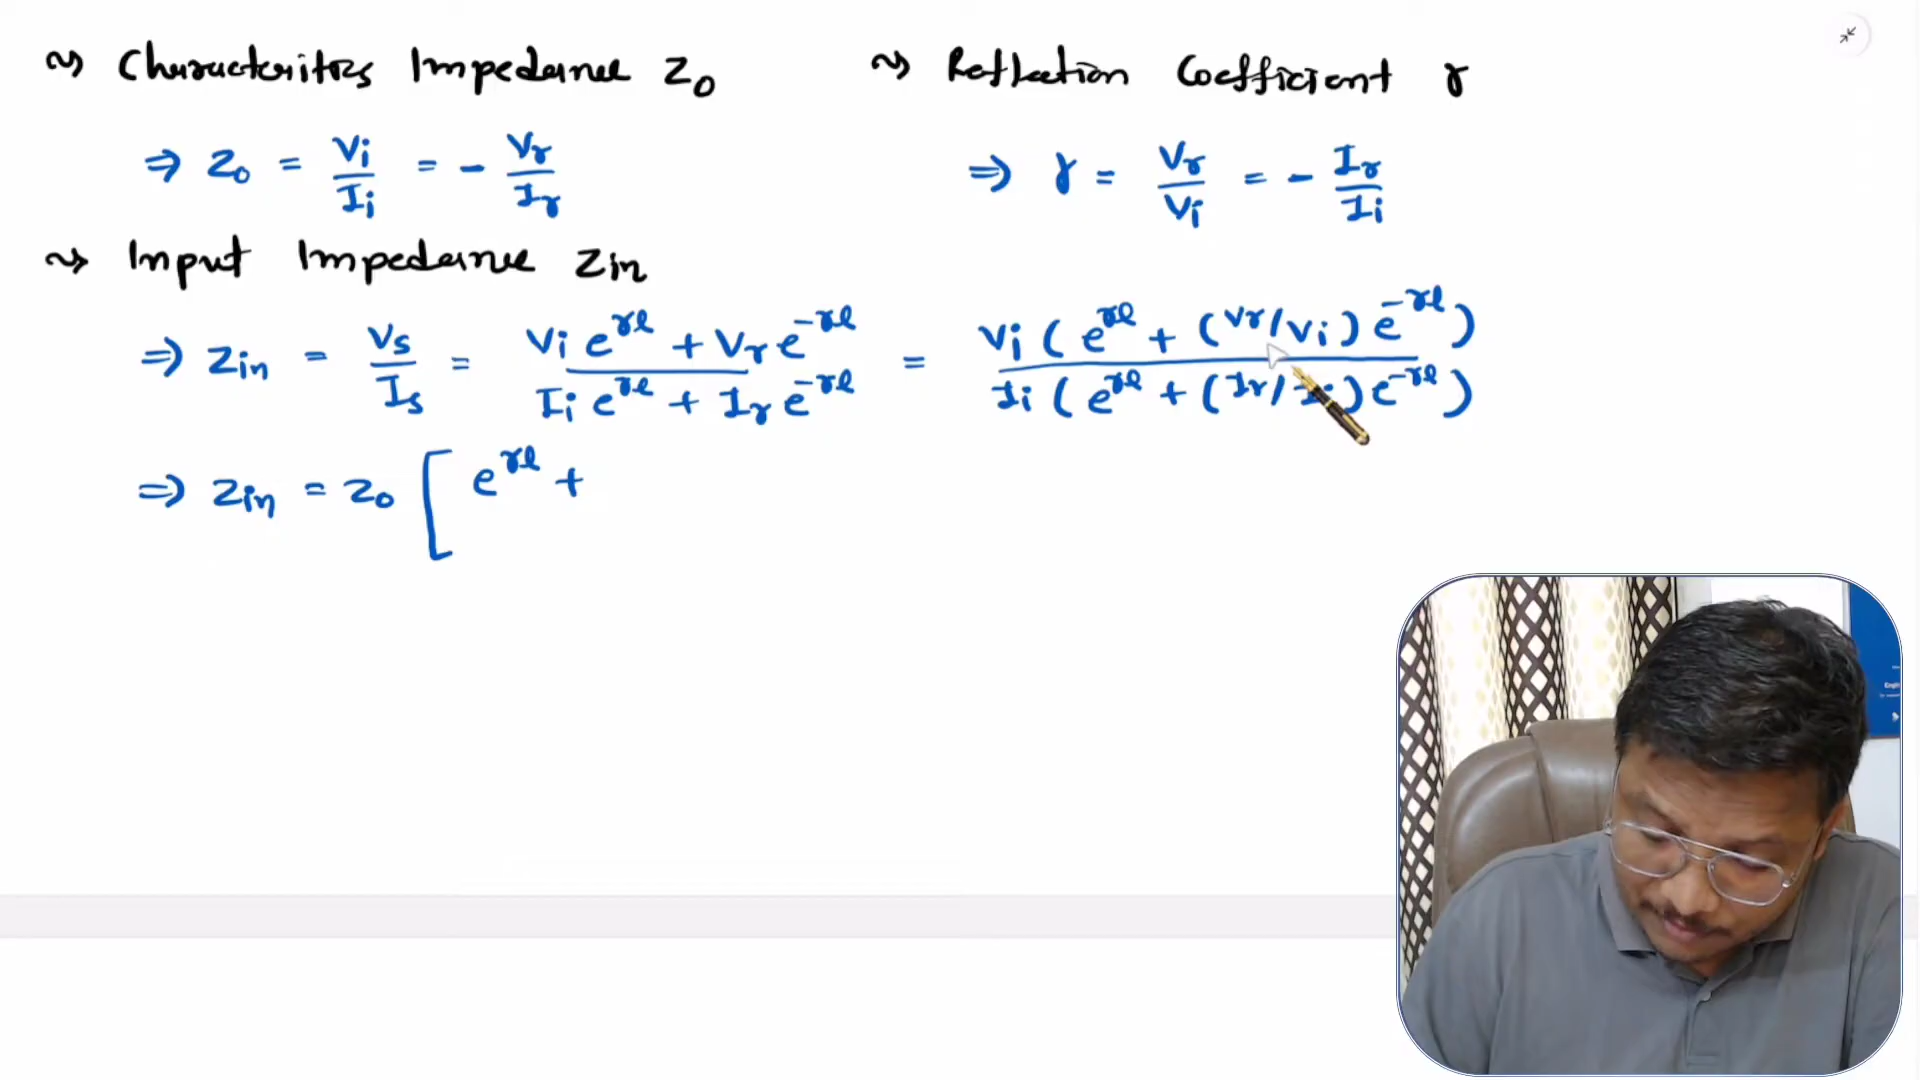 ~> Characteritscs Impedance Z₀
⇒ Z₀ = Vi/Ii = - Vr/Ir
~> Reflection Coefficient γ
⇒ γ = Vr/Vi = - Ir/Ii
~> Input Impedance Zin
⇒ Zin = Vs/Is = (Vi e^γl + Vr e^-γl)/(Ii e^γl + Ir e^-γl) = Vi (e^γl + (Vr/Vi) e^-γl)/Ii (e^γl + (Ir/Ii) e^-γl)
⇒ Zin = Z₀ [ e^γl +